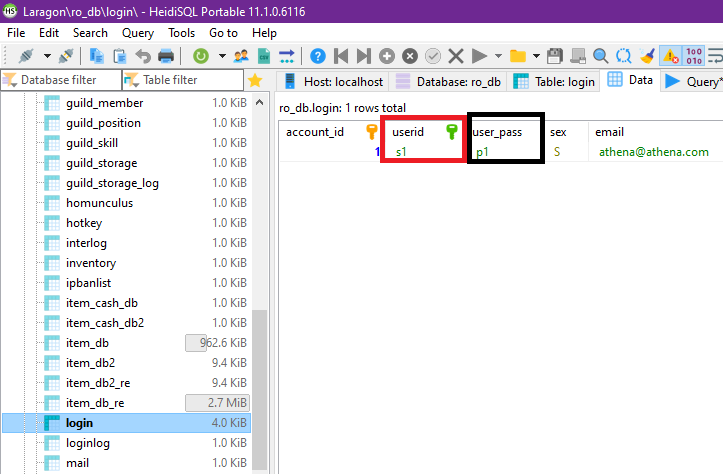 HS Laragon\ro_db\login\ - HeidiSQL Portable 11.1.0.6116
File Edit Search Query Tools Go to Help
Database filter Table filter Host: localhost Database: ro_db Table: login Data Query*
guild_member 1.0 KiB
guild_position 1.0 KiB
guild_skill 1.0 KiB
guild_storage 1.0 KiB
guild_storage_log 1.0 KiB
homunculus 1.0 KiB
hotkey 1.0 KiB
interlog 1.0 KiB
inventory 1.0 KiB
ipbanlist 1.0 KiB
item_cash_db 1.0 KiB
item_cash_db2 1.0 KiB
item_db 962.6 KiB
item_db2 9.4 KiB
item_db2_re 9.4 KiB
item_db_re 2.7 MiB
login 4.0 KiB
loginlog 1.0 KiB
mail 1.0 KiB
ro_db.login: 1 rows total
account_id userid user_pass sex email
1 s1 p1 S athena@athena.com